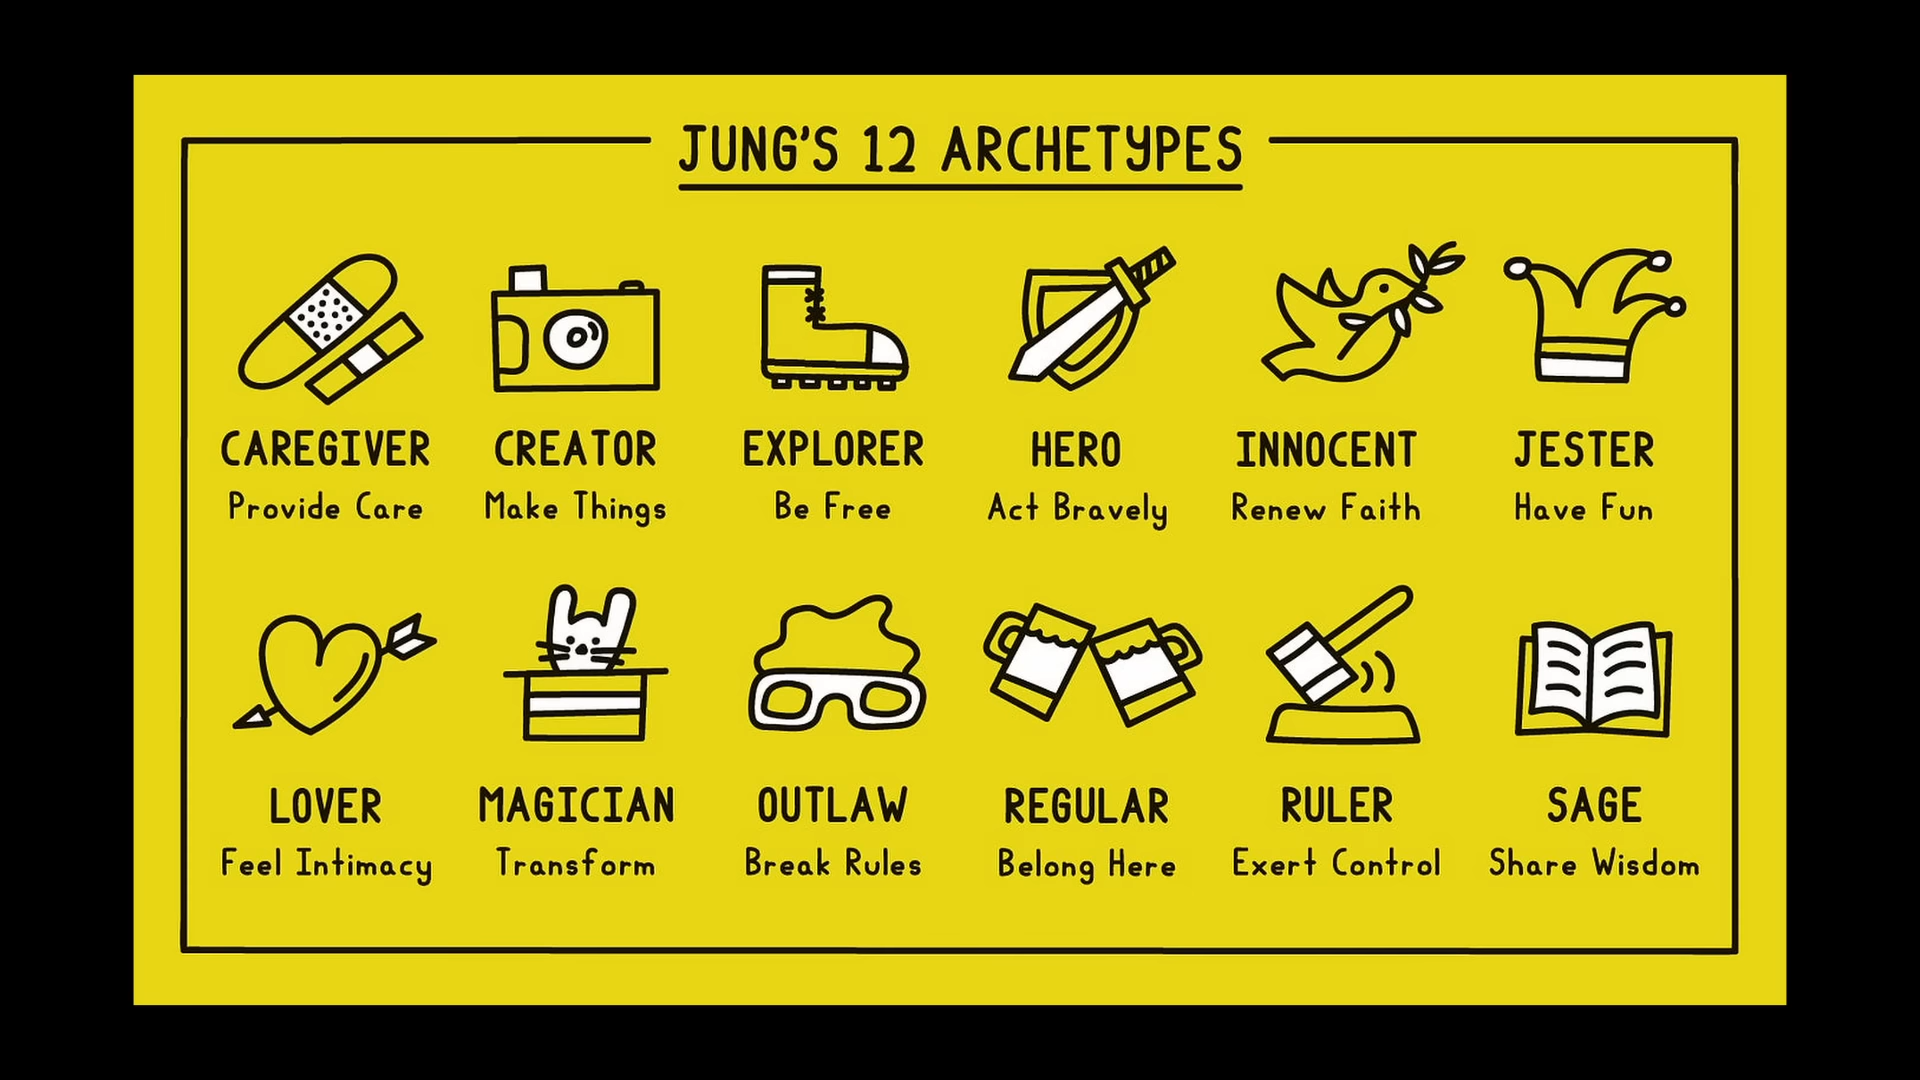 JUNG'S 12 ARCHETYPES
CAREGIVER
Provide Care
CREATOR
Make Things
EXPLORER
Be Free
HERO
Act Bravely
INNOCENT
Renew Faith
JESTER
Have Fun
LOVER
Feel Intimacy
MAGICIAN
Transform
OUTLAW
Break Rules
REGULAR
Belong Here
RULER
Exert Control
SAGE
Share Wisdom